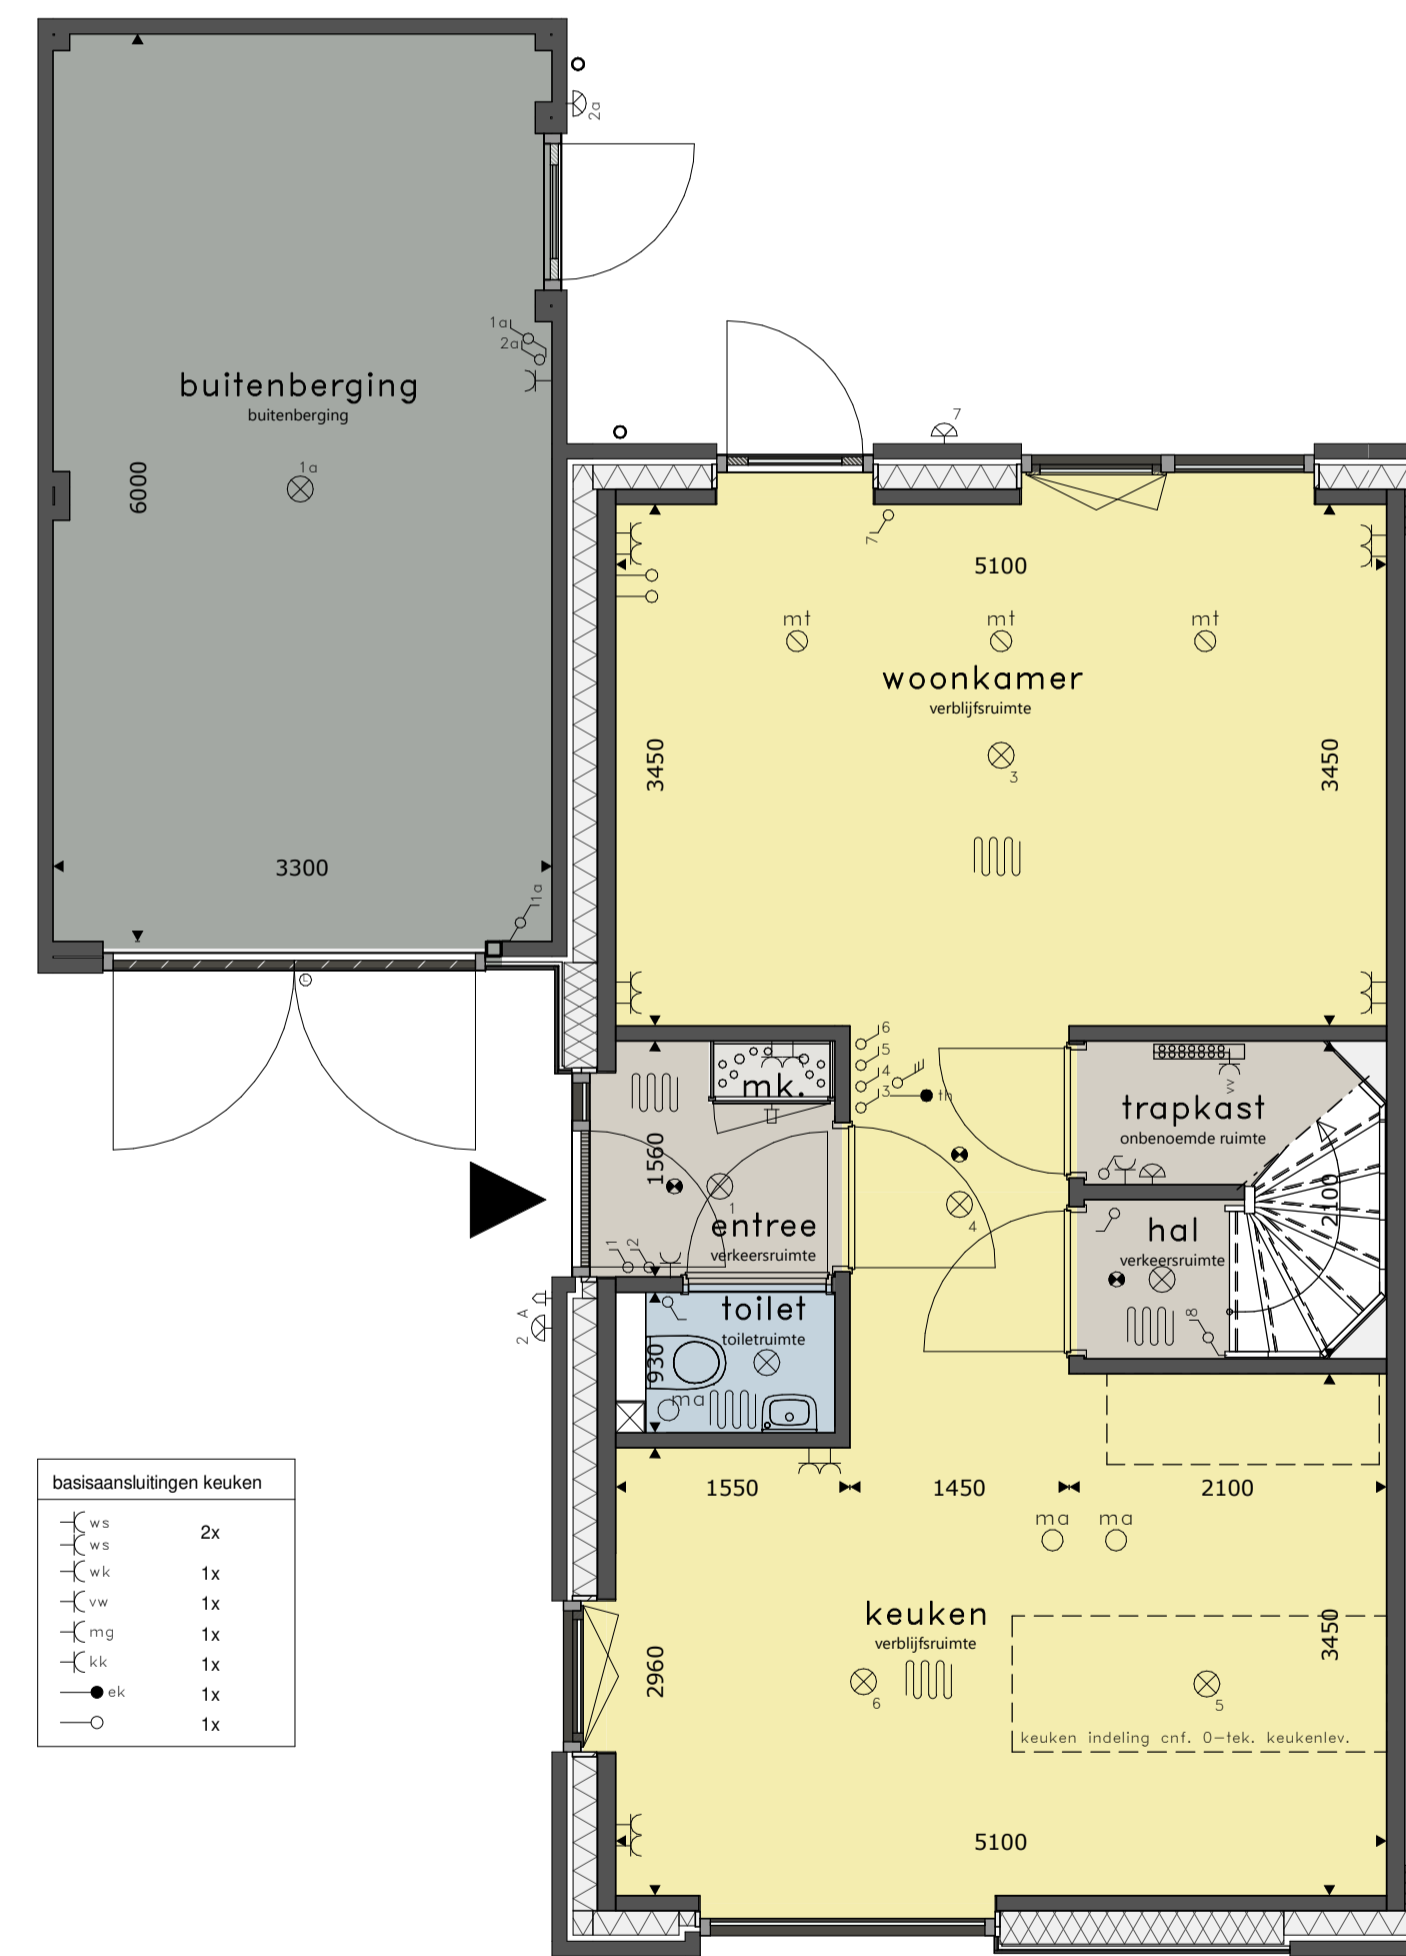 2a
1a
2a
buitenberging
buitenberging
1a
6000
3300
1a
7
7
5100
mt
mt
mt
woonkamer
verblijfsruimte
3450
3450
3
6
5
4
3
th
mk.
1560
1
entree
verkeersruimte
1
2
4
vv
trapkast
onbenoemde ruimte
2100
hal
verkeersruimte
8
A
2
toilet
toiletruimte
930
ma
1550
1450
2100
ma
ma
keuken
verblijfsruimte
2960
3450
6
5
keuken indeling cnf. 0-tek. keukenlev.
5100
basisaansluitingen keuken
ws
ws
2x
wk 1x
vw 1x
mg 1x
kk 1x
ek 1x
1x